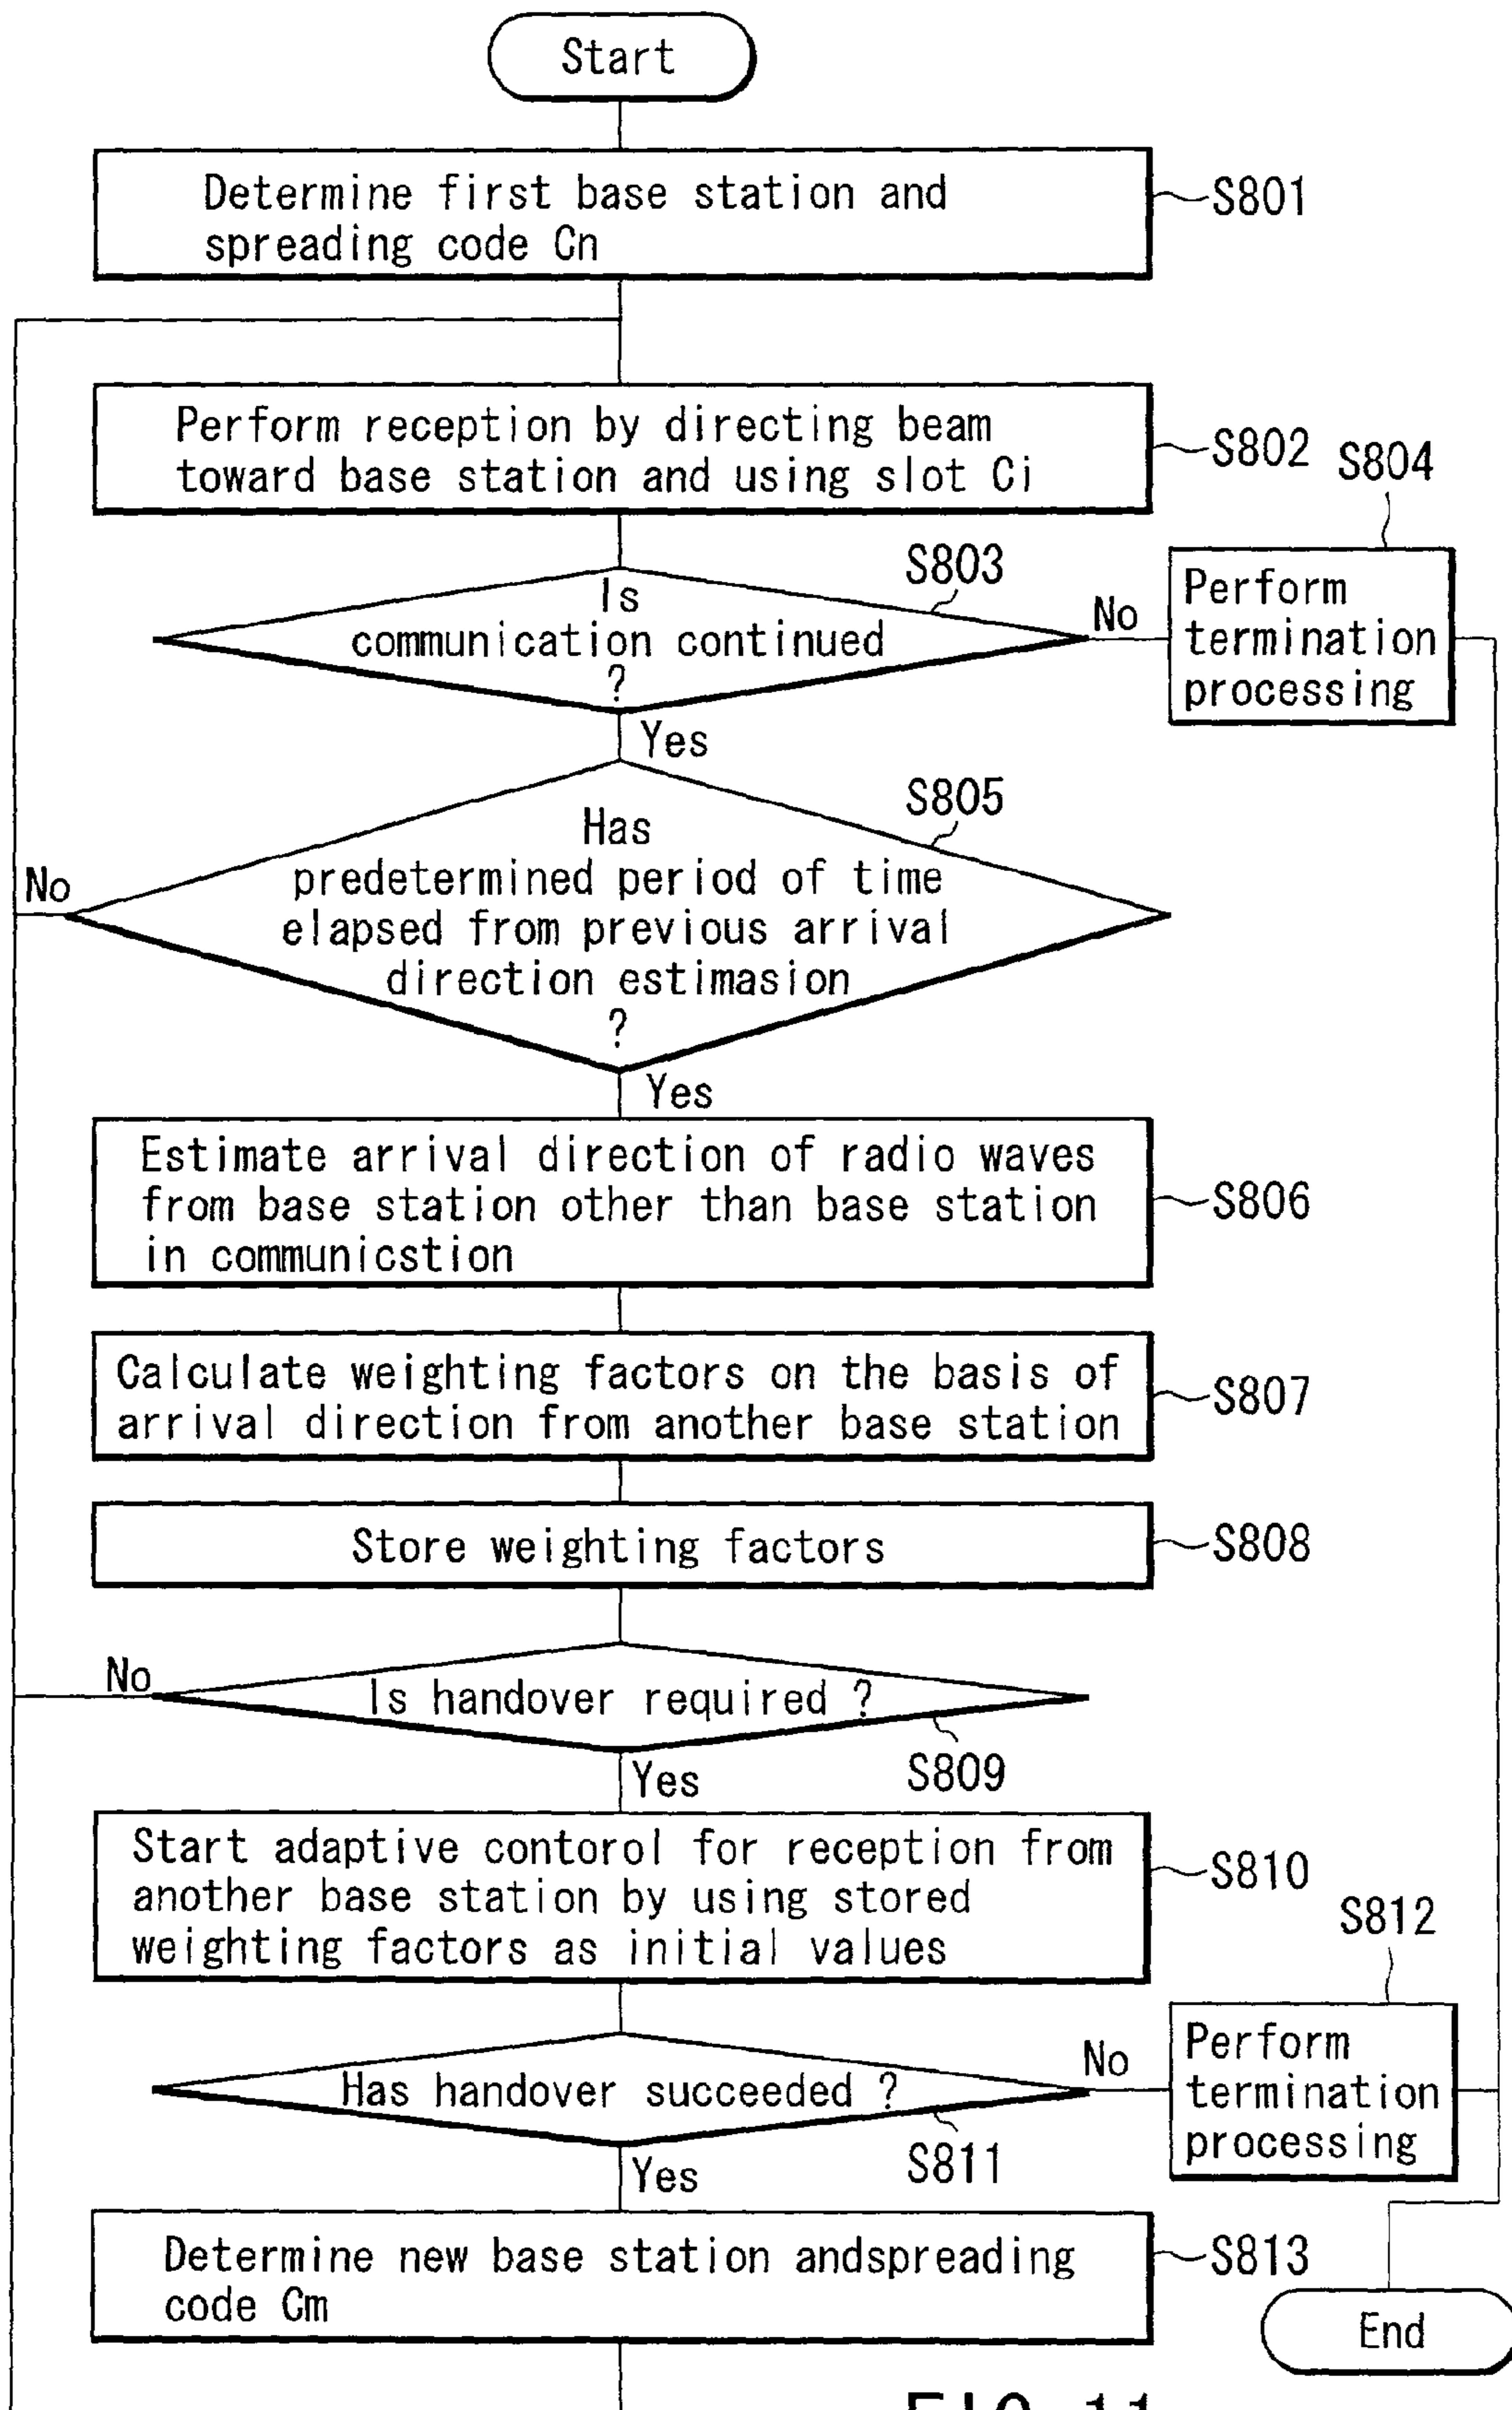 Start
Determine first base station and
spreading code Cn
S801
Perform reception by directing beam
toward base station and using slot Ci
S802
S804
S803
Is
communication continued
?
No
Perform
termination
processing
Yes
S805
Has
predetermined period of time
elapsed from previous arrival
direction estimasion
?
No
Yes
Estimate arrival direction of radio waves
from base station other than base station
in communicstion
S806
Calculate weighting factors on the basis of
arrival direction from another base station
S807
Store weighting factors
S808
No
Is handover required ?
S809
Yes
Start adaptive contorol for reception from
another base station by using stored
weighting factors as initial values
S810
S812
Has handover succeeded ?
No
Perform
termination
processing
S811
Yes
Determine new base station andspreading
code Cm
S813
End